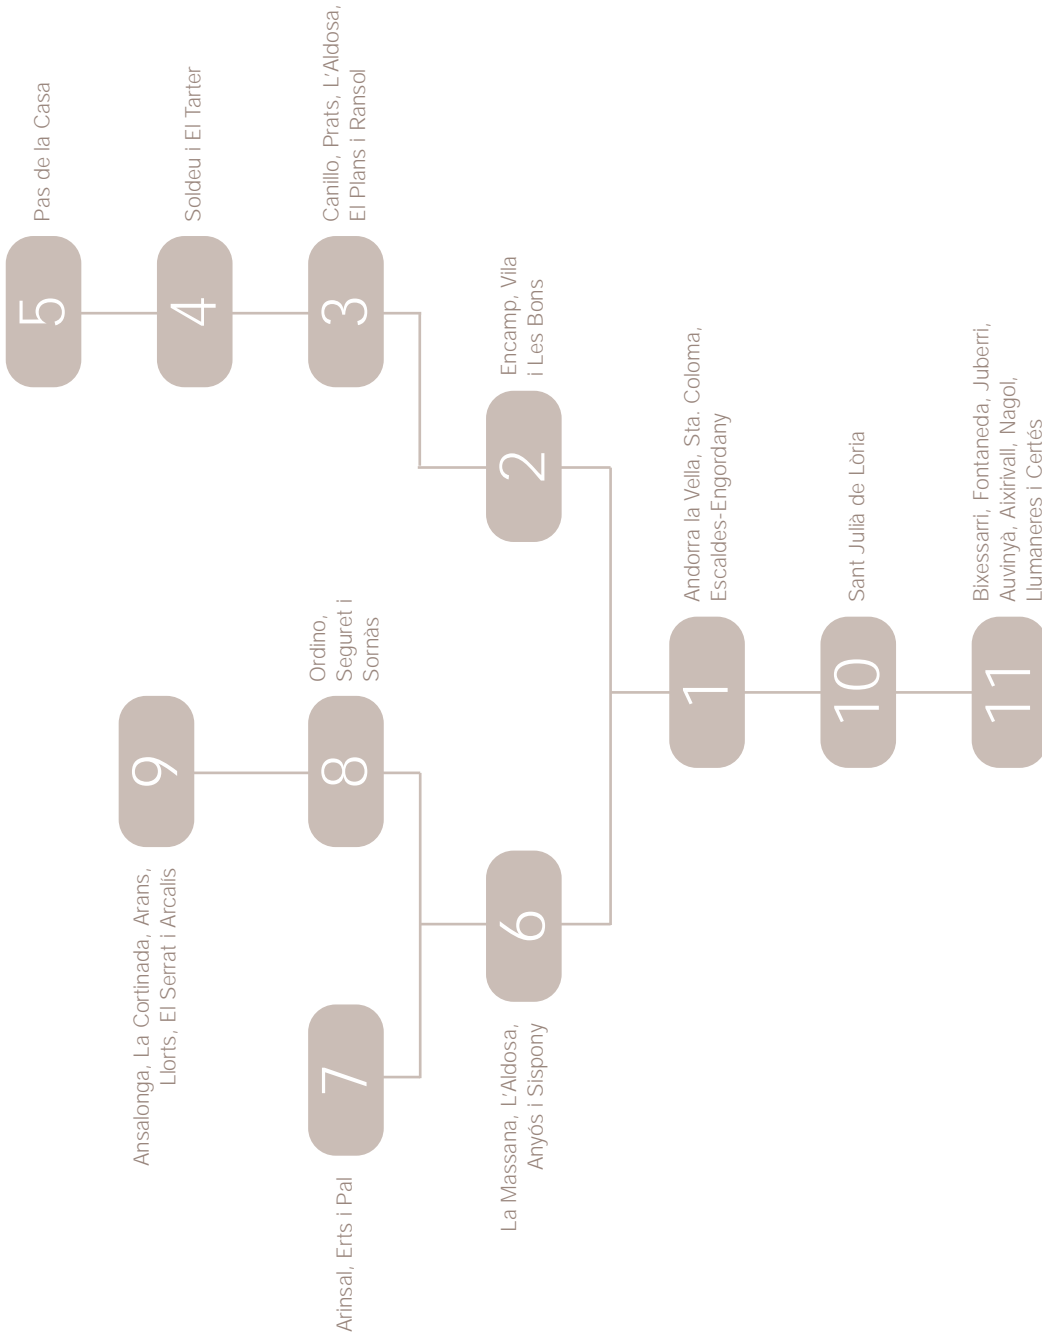 5
Pas de la Casa
4
Soldeu i El Tarter
3
Canillo, Prats, L'Aldosa,
El Plans i Ransol
2
Encamp, Vila
i Les Bons
1
Andorra la Vella, Sta. Coloma,
Escaldes-Engordany
10
Sant Julià de Lòria
11
Bixessarri, Fontaneda, Juberri,
Auvinyà, Aixirivall, Nagol,
Llumaneres i Certés
9
Ansalonga, La Cortinada, Arans,
Llorts, El Serrat i Arcalís
8
Ordino,
Seguret i
Sornàs
7
Arinsal, Erts i Pal
6
La Massana, L'Aldosa,
Anyós i Sispony